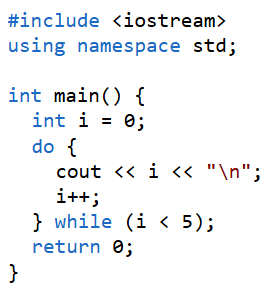 #include <iostream>
using namespace std;

int main() {
  int i = 0;
  do {
    cout << i << "\n";
    i++;
  } while (i < 5);
  return 0;
}